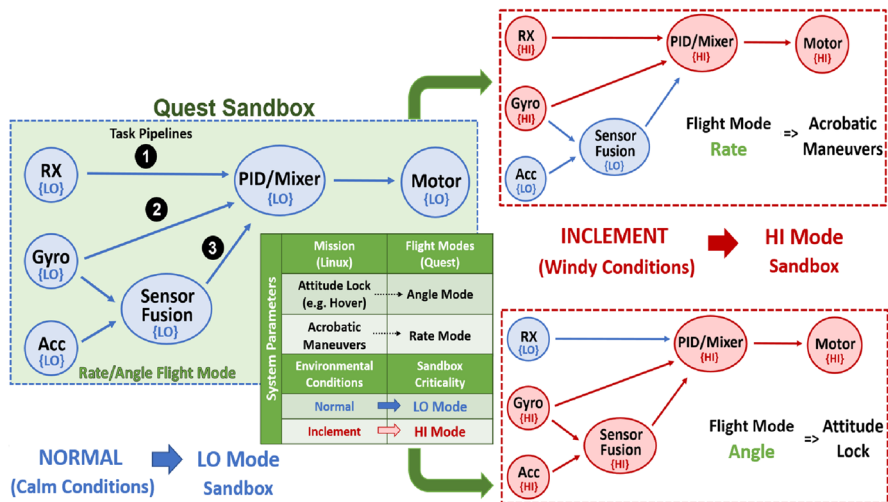 Quest Sandbox
Task Pipelines
RX
{LO}
1
PID/Mixer
{LO}
Motor
{LO}
2
Gyro
{LO}
3
Sensor
Fusion
{LO}
Acc
{LO}
Rate/Angle Flight Mode
NORMAL
(Calm Conditions)
LO Mode
Sandbox
System Parameters
Mission
(Linux)
Flight Modes
(Quest)
Attitude Lock
(e.g. Hover)
Angle Mode
Acrobatic
Maneuvers
Rate Mode
Environmental
Conditions
Sandbox
Criticality
Normal
LO Mode
Inclement
HI Mode
RX
{HI}
PID/Mixer
{HI}
Motor
{HI}
Gyro
{HI}
Sensor
Fusion
{LO}
Acc
{LO}
Flight Mode
Rate
=>
Acrobatic
Maneuvers
INCLEMENT
(Windy Conditions)
HI Mode
Sandbox
RX
{LO}
PID/Mixer
{HI}
Motor
{HI}
Gyro
{HI}
Sensor
Fusion
{HI}
Acc
{HI}
Flight Mode
Angle
=>
Attitude
Lock